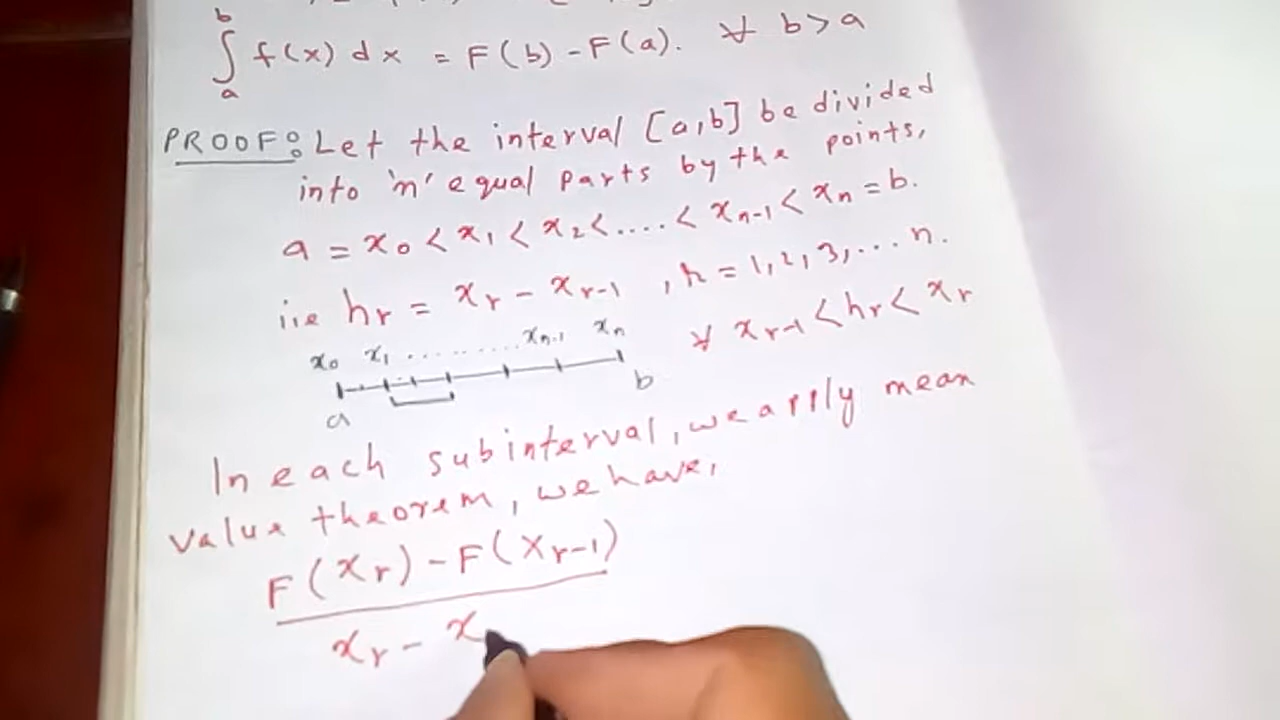 b
∫ f(x) dx = F(b) - F(a). ∀ b > a
a
PROOF: Let the interval [a,b] be divided
into 'n' equal parts by the points,
a = x₀ < x₁ < x₂ < .... < xₙ₋₁ < xₙ = b.
i.e hᵣ = xᵣ - xᵣ₋₁ , r = 1, 2, 3, ... n.
∀ xᵣ₋₁ < hᵣ < xᵣ
x₀ x₁ .......... xₙ₋₁ xₙ
a b
In each subinterval, we apply mean
value theorem, we have,
F(xᵣ) - F(xᵣ₋₁)
xᵣ - x